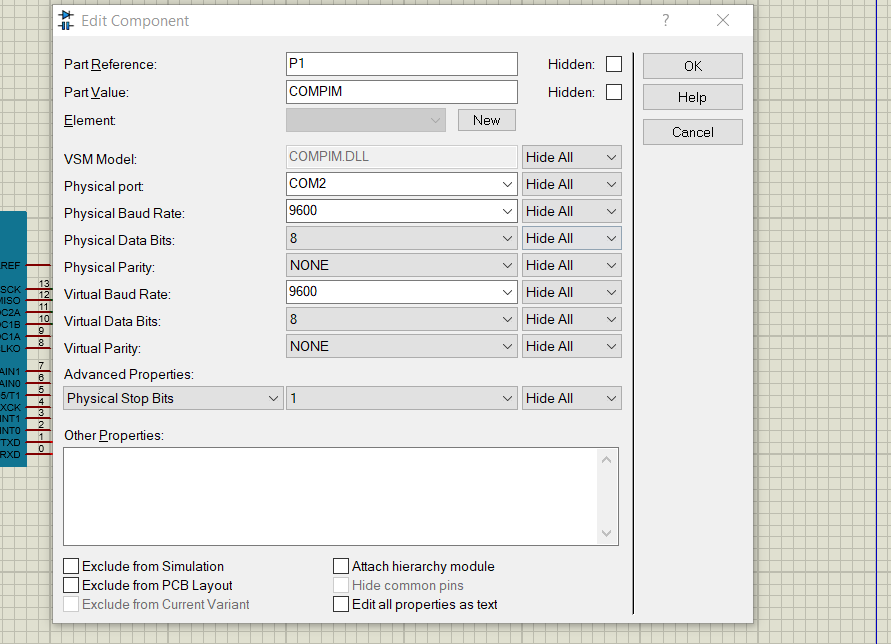 Edit Component
?
Part Reference: P1 Hidden:
Part Value: COMPIM Hidden:
Element: New
VSM Model: COMPIM.DLL Hide All
Physical port: COM2 Hide All
Physical Baud Rate: 9600 Hide All
Physical Data Bits: 8 Hide All
Physical Parity: NONE Hide All
Virtual Baud Rate: 9600 Hide All
Virtual Data Bits: 8 Hide All
Virtual Parity: NONE Hide All
Advanced Properties:
Physical Stop Bits 1 Hide All
Other Properties:
Exclude from Simulation Attach hierarchy module
Exclude from PCB Layout Hide common pins
Exclude from Current Variant Edit all properties as text
OK
Help
Cancel
REF
SCK 13
MISO 12
OC2A 11
OC1B 10
OC1A 9
LKO 8
AIN1 7
AIN0 6
5/T1 5
XCK 4
INT1 3
INT0 2
TXD 1
RXD 0